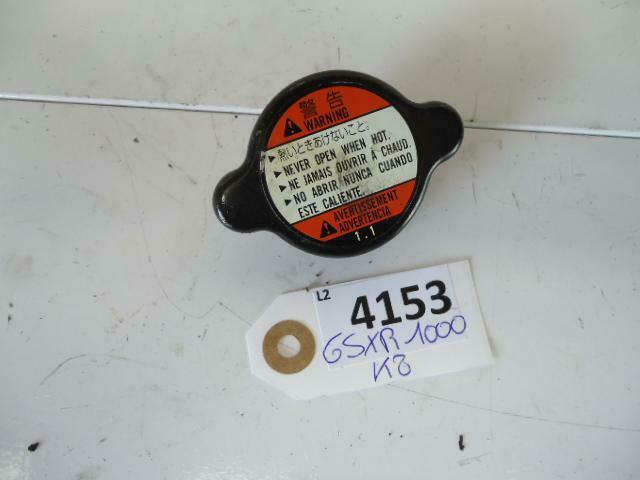 警告
WARNING
▶熱いときあけないこと。
▶NEVER OPEN WHEN HOT.
▶NE JAMAIS OUVRIR À CHAUD.
▶NO ABRIR NUNCA CUANDO
ESTE CALIENTE.
AVERTISSEMENT
ADVERTENCIA
1.1
L2
4153
GSXR 1000
K8